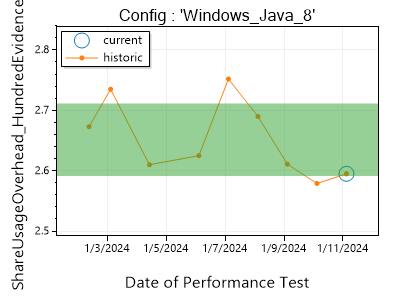 Config : 'Windows_Java_8'
current
historic
ShareUsageOverhead_HundredEvidence
2.8
2.7
2.6
2.5
1/3/2024
1/5/2024
1/7/2024
1/9/2024
1/11/2024
Date of Performance Test